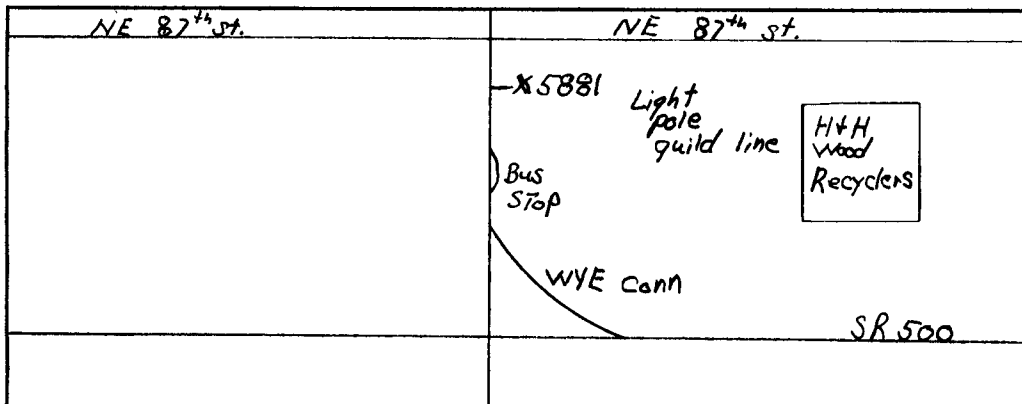 NE 87th st.
NE 87th st.
X5881
Light
pole
guild line
H+H
Wood
Recyclers
Bus
STOP
WYE Conn
SR 500